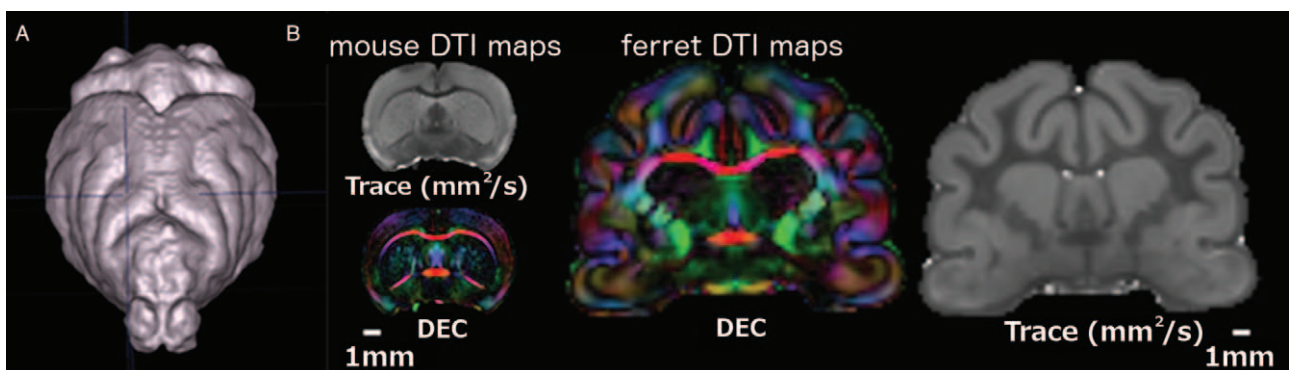 A
B
mouse DTI maps
Trace (mm²/s)
DEC
1mm
ferret DTI maps
DEC
Trace (mm²/s)
1mm